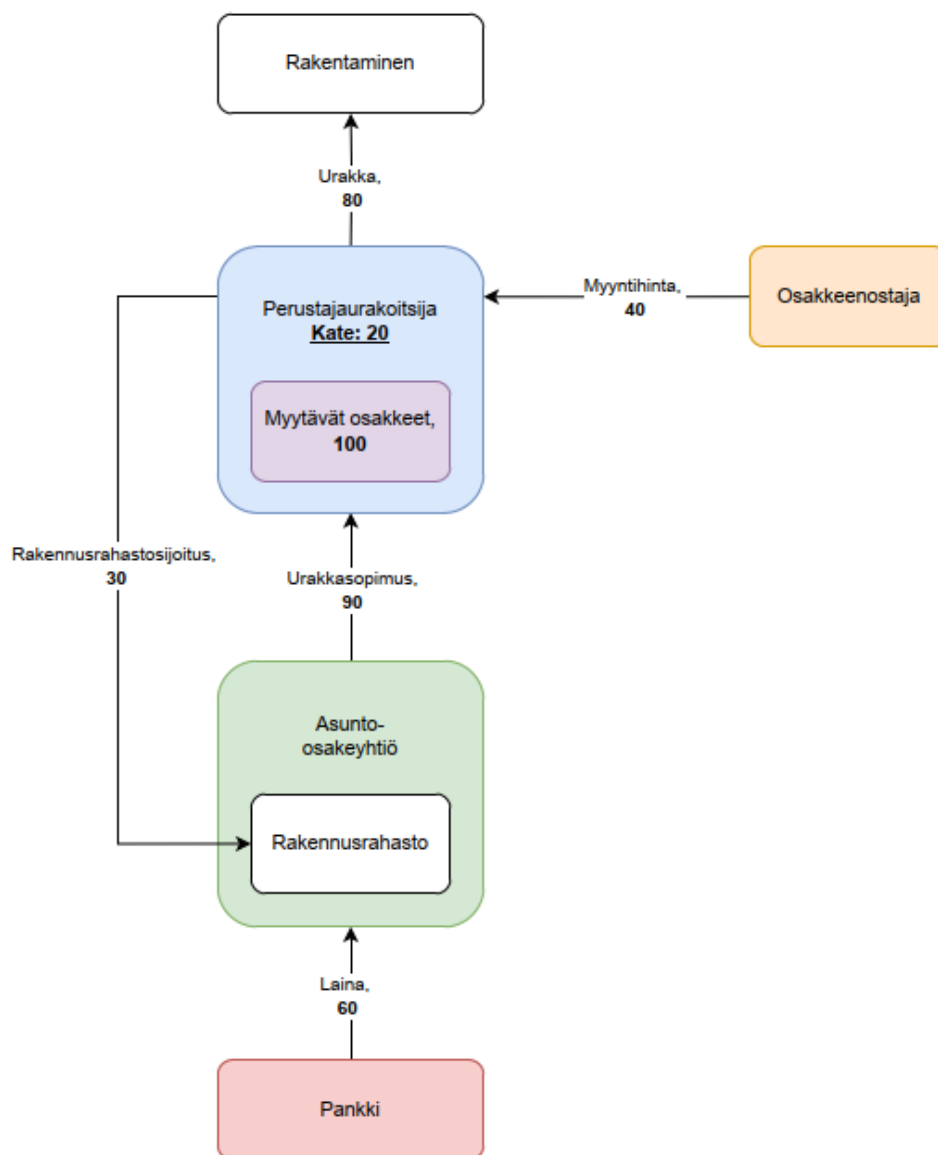 Rakentaminen
Urakka,
80
Perustajaurakoitsija
Kate: 20
Myyntihinta,
40
Osakkeenostaja
Myytävät osakkeet,
100
Rakennusrahastosijoitus,
30
Urakkasopimus,
90
Asunto-
osakeyhtiö
Rakennusrahasto
Laina,
60
Pankki